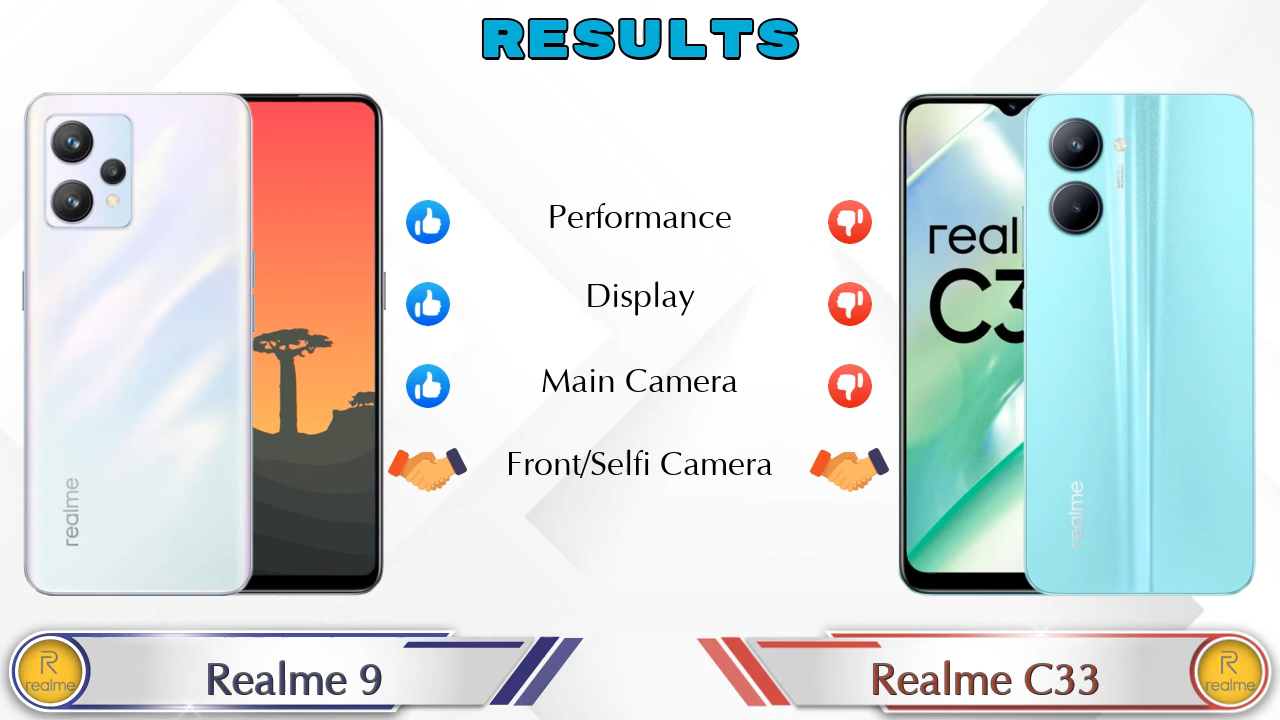 RESULTS
Performance
Display
Main Camera
Front/Selfi Camera
real
C3
realme
realme
R
realme
Realme 9
Realme C33
R
realme